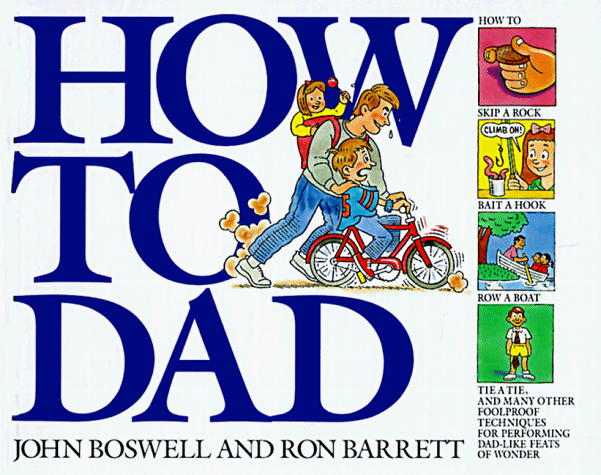 HOW
TO
DAD
JOHN BOSWELL AND RON BARRETT
HOW TO
SKIP A ROCK
CLIMB ON!
BAIT A HOOK
ROW A BOAT
TIE A TIE,
AND MANY OTHER
FOOLPROOF
TECHNIQUES
FOR PERFORMING
DAD-LIKE FEATS
OF WONDER
5